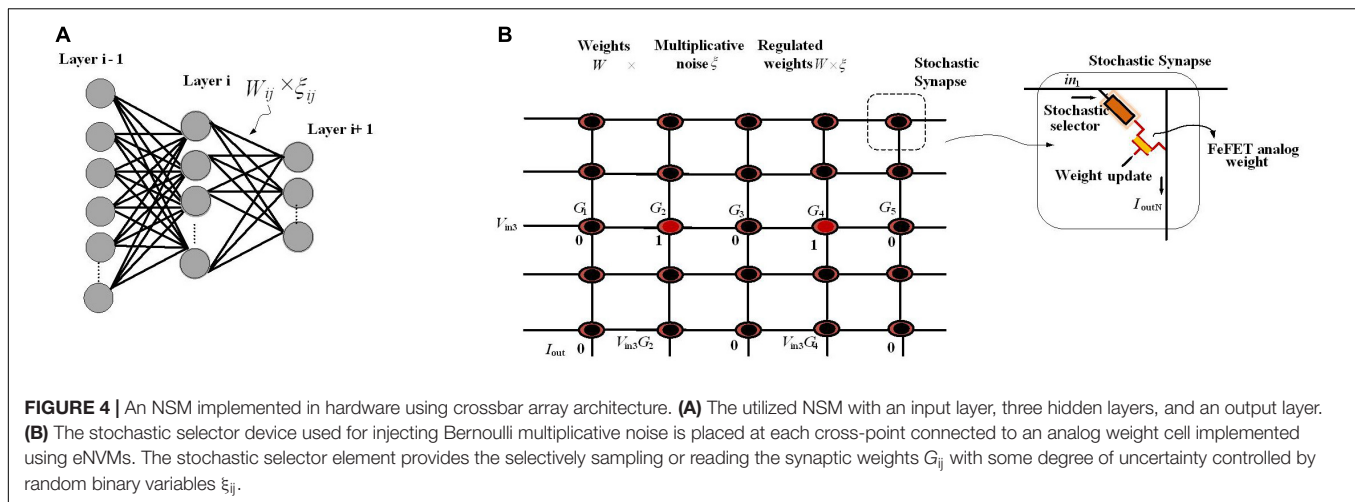 A
Layer i - 1
Layer i
W_ij × ξ_ij
Layer i+ 1
B
Weights Multiplicative Regulated
W × noise ξ weights W × ξ
Stochastic
Synapse
G_1 G_2 G_3 G_4 G_5
V_in3
0 1 0 1 0
I_out 0 V_in3G_2 0 V_in3G_4 0
Stochastic Synapse
in_1
Stochastic
selector
FeFET analog
weight
Weight update
I_outN
FIGURE 4 | An NSM implemented in hardware using crossbar array architecture. (A) The utilized NSM with an input layer, three hidden layers, and an output layer.
(B) The stochastic selector device used for injecting Bernoulli multiplicative noise is placed at each cross-point connected to an analog weight cell implemented
using eNVMs. The stochastic selector element provides the selectively sampling or reading the synaptic weights G_ij with some degree of uncertainty controlled by
random binary variables ξ_ij.